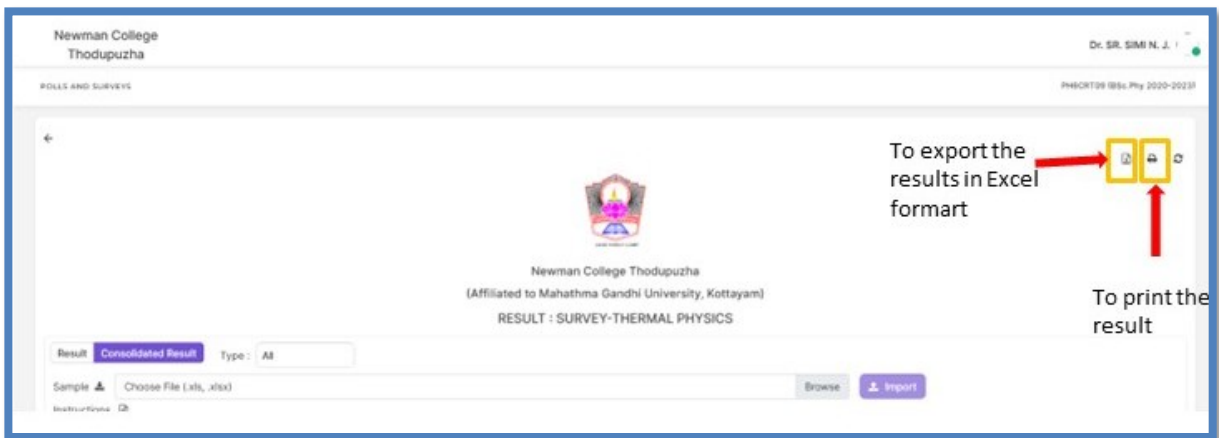 Newman College
Thodupuzha
Dr. SR. SIMI N. J.
POLLS AND SURVEYS
PH6CRT09 (BSc.Phy 2020-2023)
To export the
results in Excel
formart
Newman College Thodupuzha
(Affiliated to Mahathma Gandhi University, Kottayam)
RESULT : SURVEY-THERMAL PHYSICS
To print the
result
Result Consolidated Result Type : All
Sample Choose File (.xls, .xlsx) Browse Import
Instructions